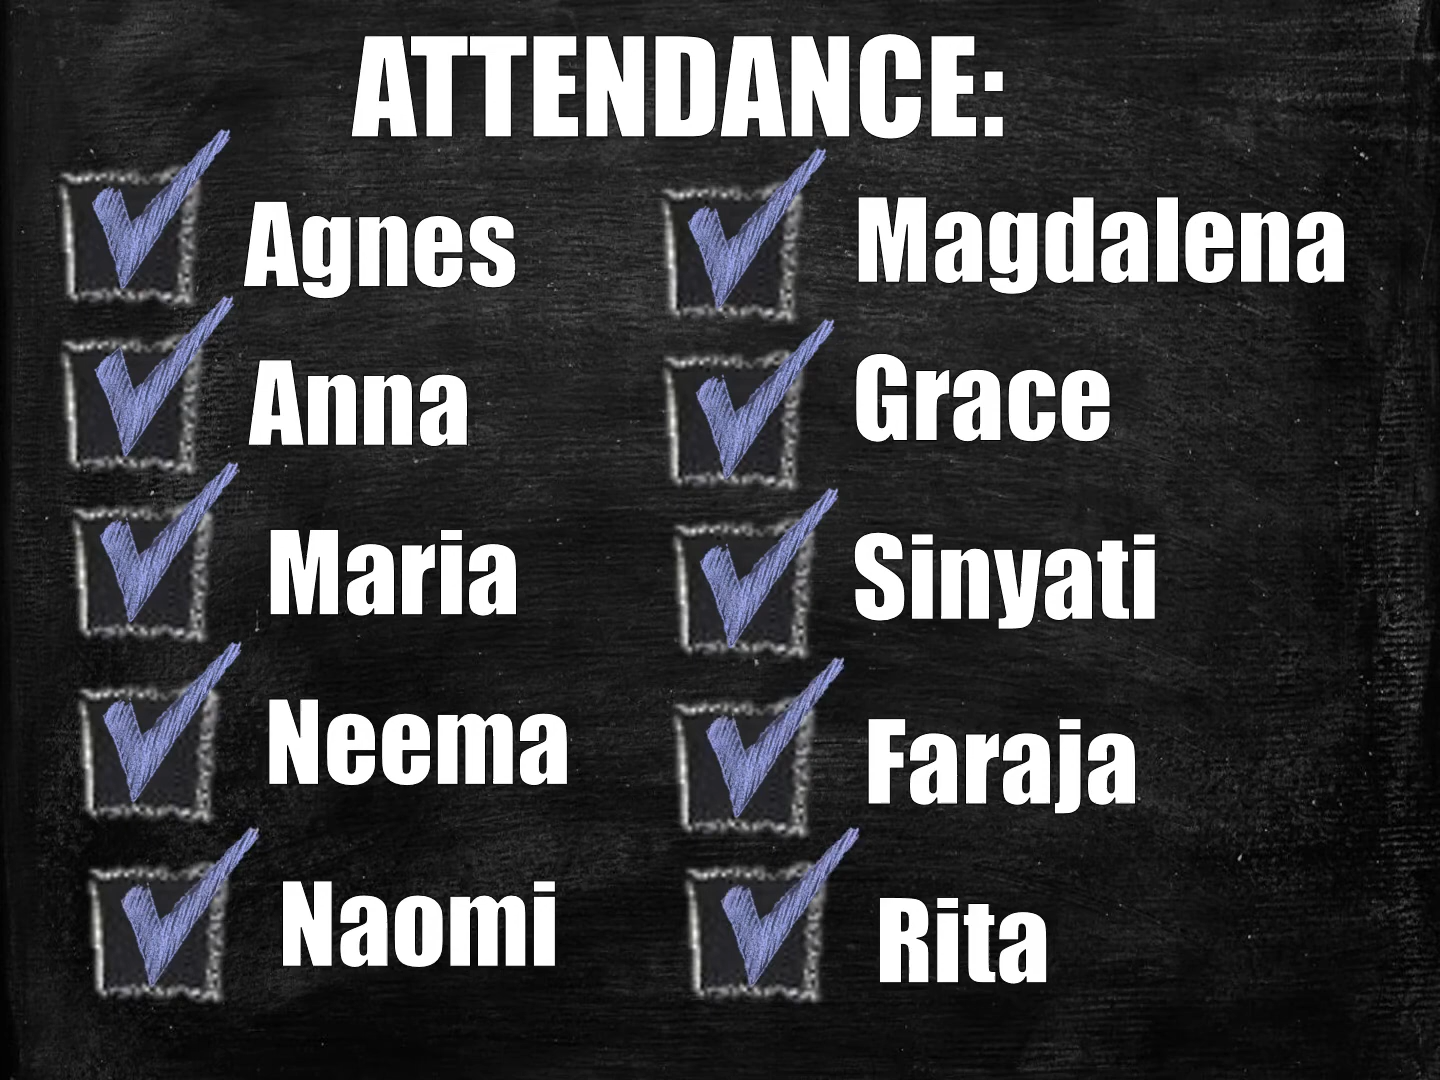 ATTENDANCE:
Agnes
Anna
Maria
Neema
Naomi
Magdalena
Grace
Sinyati
Faraja
Rita